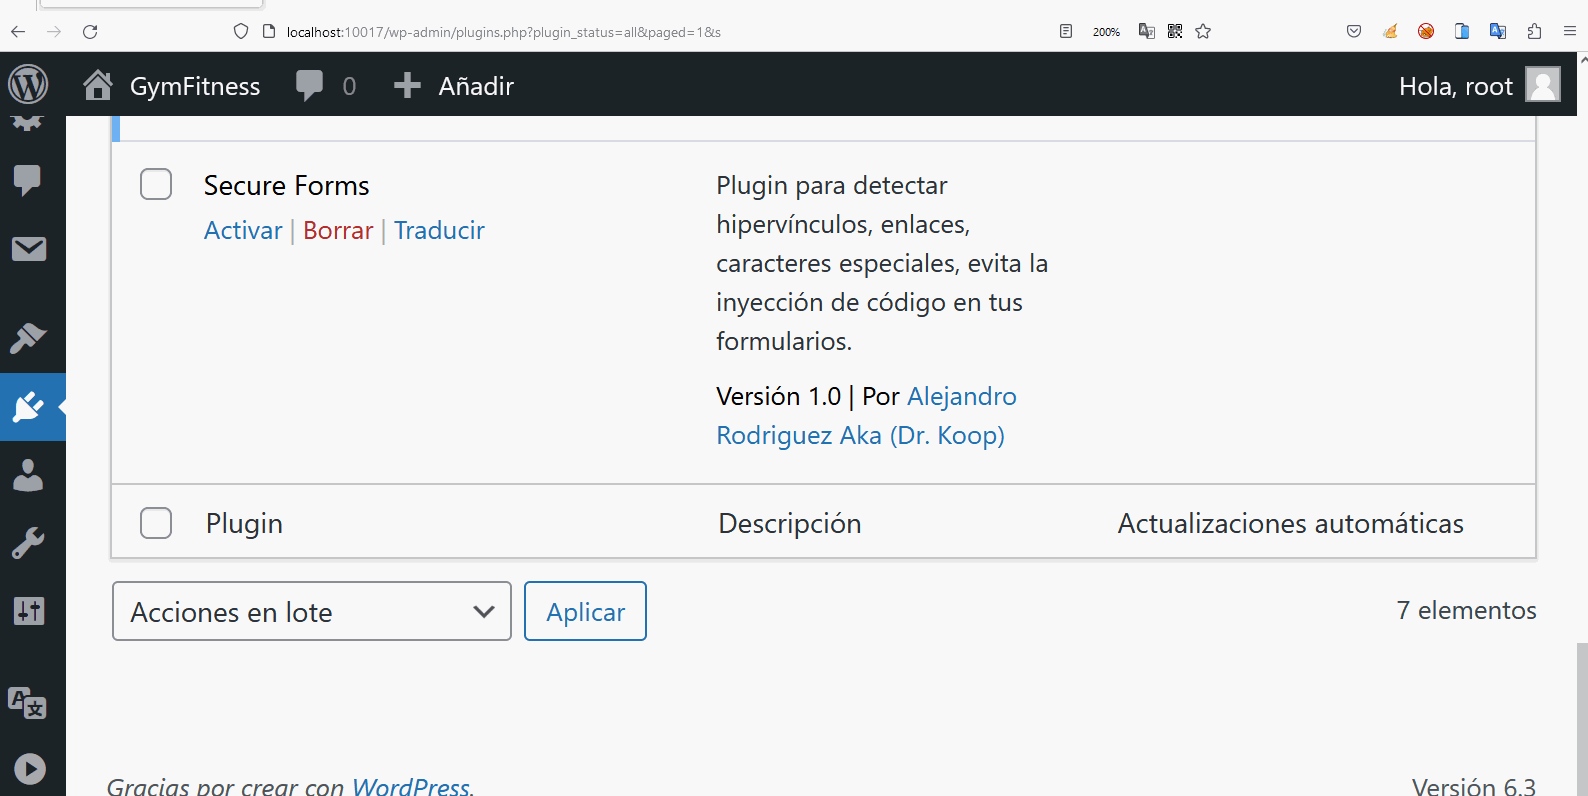 localhost:10017/wp-admin/plugins.php?plugin_status=all&paged=1&s
200%
GymFitness 0 Añadir Hola, root
Secure Forms
Activar | Borrar | Traducir
Plugin para detectar
hipervínculos, enlaces,
caracteres especiales, evita la
inyección de código en tus
formularios.
Versión 1.0 | Por Alejandro
Rodriguez Aka (Dr. Koop)
Plugin Descripción Actualizaciones automáticas
Acciones en lote Aplicar 7 elementos
Gracias por crear con WordPress. Versión 6.3